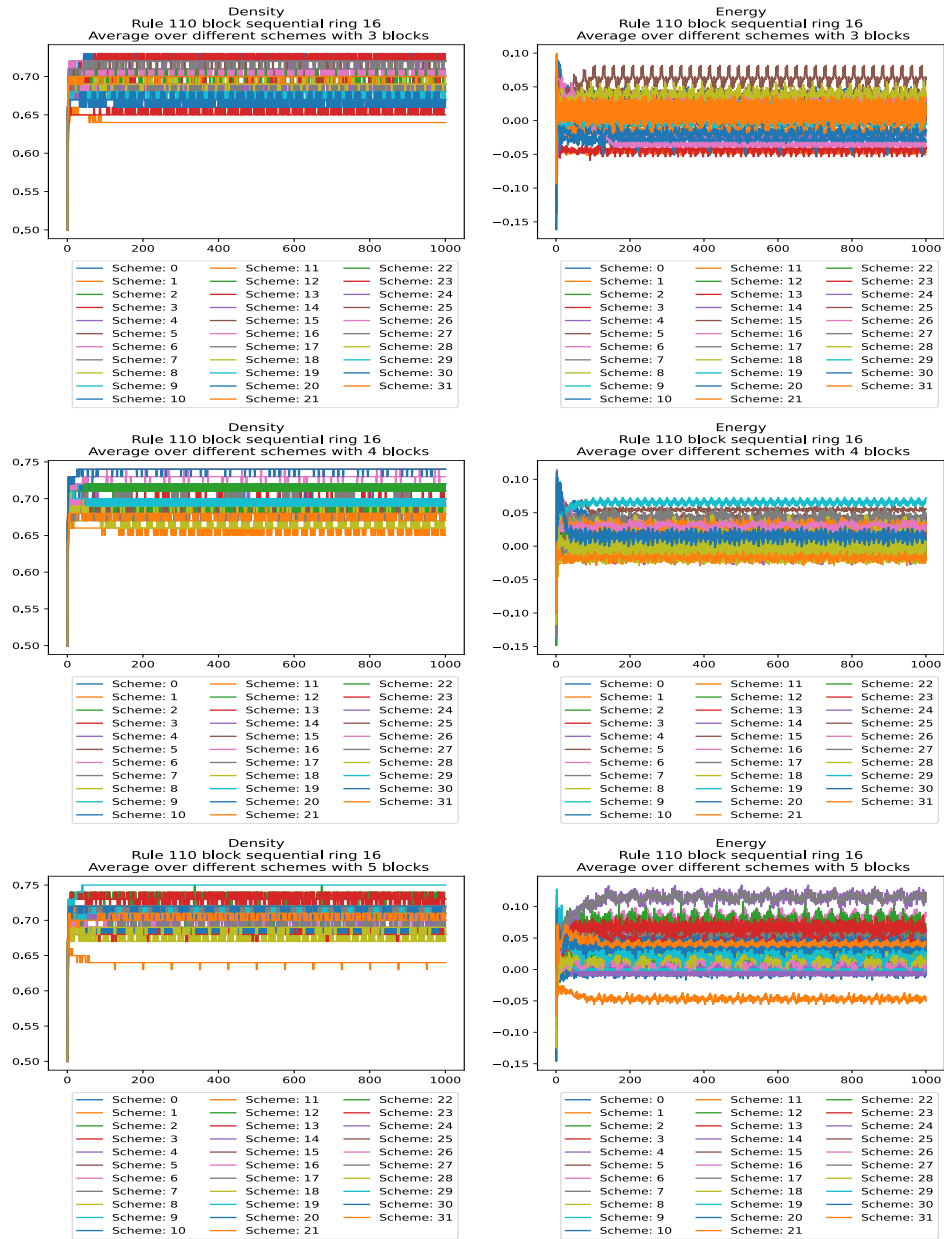 Density
Rule 110 block sequential ring 16
Average over different schemes with 3 blocks
0.70
0.65
0.60
0.55
0.50
0 200 400 600 800 1000
Scheme: 0 Scheme: 11 Scheme: 22
Scheme: 1 Scheme: 12 Scheme: 23
Scheme: 2 Scheme: 13 Scheme: 24
Scheme: 3 Scheme: 14 Scheme: 25
Scheme: 4 Scheme: 15 Scheme: 26
Scheme: 5 Scheme: 16 Scheme: 27
Scheme: 6 Scheme: 17 Scheme: 28
Scheme: 7 Scheme: 18 Scheme: 29
Scheme: 8 Scheme: 19 Scheme: 30
Scheme: 9 Scheme: 20 Scheme: 31
Scheme: 10 Scheme: 21
Energy
Rule 110 block sequential ring 16
Average over different schemes with 3 blocks
0.10
0.05
0.00
−0.05
−0.10
−0.15
0 200 400 600 800 1000
Scheme: 0 Scheme: 11 Scheme: 22
Scheme: 1 Scheme: 12 Scheme: 23
Scheme: 2 Scheme: 13 Scheme: 24
Scheme: 3 Scheme: 14 Scheme: 25
Scheme: 4 Scheme: 15 Scheme: 26
Scheme: 5 Scheme: 16 Scheme: 27
Scheme: 6 Scheme: 17 Scheme: 28
Scheme: 7 Scheme: 18 Scheme: 29
Scheme: 8 Scheme: 19 Scheme: 30
Scheme: 9 Scheme: 20 Scheme: 31
Scheme: 10 Scheme: 21
Density
Rule 110 block sequential ring 16
Average over different schemes with 4 blocks
0.75
0.70
0.65
0.60
0.55
0.50
0 200 400 600 800 1000
Scheme: 0 Scheme: 11 Scheme: 22
Scheme: 1 Scheme: 12 Scheme: 23
Scheme: 2 Scheme: 13 Scheme: 24
Scheme: 3 Scheme: 14 Scheme: 25
Scheme: 4 Scheme: 15 Scheme: 26
Scheme: 5 Scheme: 16 Scheme: 27
Scheme: 6 Scheme: 17 Scheme: 28
Scheme: 7 Scheme: 18 Scheme: 29
Scheme: 8 Scheme: 19 Scheme: 30
Scheme: 9 Scheme: 20 Scheme: 31
Scheme: 10 Scheme: 21
Energy
Rule 110 block sequential ring 16
Average over different schemes with 4 blocks
0.10
0.05
0.00
−0.05
−0.10
−0.15
0 200 400 600 800 1000
Scheme: 0 Scheme: 11 Scheme: 22
Scheme: 1 Scheme: 12 Scheme: 23
Scheme: 2 Scheme: 13 Scheme: 24
Scheme: 3 Scheme: 14 Scheme: 25
Scheme: 4 Scheme: 15 Scheme: 26
Scheme: 5 Scheme: 16 Scheme: 27
Scheme: 6 Scheme: 17 Scheme: 28
Scheme: 7 Scheme: 18 Scheme: 29
Scheme: 8 Scheme: 19 Scheme: 30
Scheme: 9 Scheme: 20 Scheme: 31
Scheme: 10 Scheme: 21
Density
Rule 110 block sequential ring 16
Average over different schemes with 5 blocks
0.75
0.70
0.65
0.60
0.55
0.50
0 200 400 600 800 1000
Scheme: 0 Scheme: 11 Scheme: 22
Scheme: 1 Scheme: 12 Scheme: 23
Scheme: 2 Scheme: 13 Scheme: 24
Scheme: 3 Scheme: 14 Scheme: 25
Scheme: 4 Scheme: 15 Scheme: 26
Scheme: 5 Scheme: 16 Scheme: 27
Scheme: 6 Scheme: 17 Scheme: 28
Scheme: 7 Scheme: 18 Scheme: 29
Scheme: 8 Scheme: 19 Scheme: 30
Scheme: 9 Scheme: 20 Scheme: 31
Scheme: 10 Scheme: 21
Energy
Rule 110 block sequential ring 16
Average over different schemes with 5 blocks
0.10
0.05
0.00
−0.05
−0.10
−0.15
0 200 400 600 800 1000
Scheme: 0 Scheme: 11 Scheme: 22
Scheme: 1 Scheme: 12 Scheme: 23
Scheme: 2 Scheme: 13 Scheme: 24
Scheme: 3 Scheme: 14 Scheme: 25
Scheme: 4 Scheme: 15 Scheme: 26
Scheme: 5 Scheme: 16 Scheme: 27
Scheme: 6 Scheme: 17 Scheme: 28
Scheme: 7 Scheme: 18 Scheme: 29
Scheme: 8 Scheme: 19 Scheme: 30
Scheme: 9 Scheme: 20 Scheme: 31
Scheme: 10 Scheme: 21